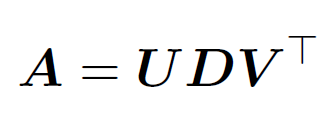 A = UDV⊤